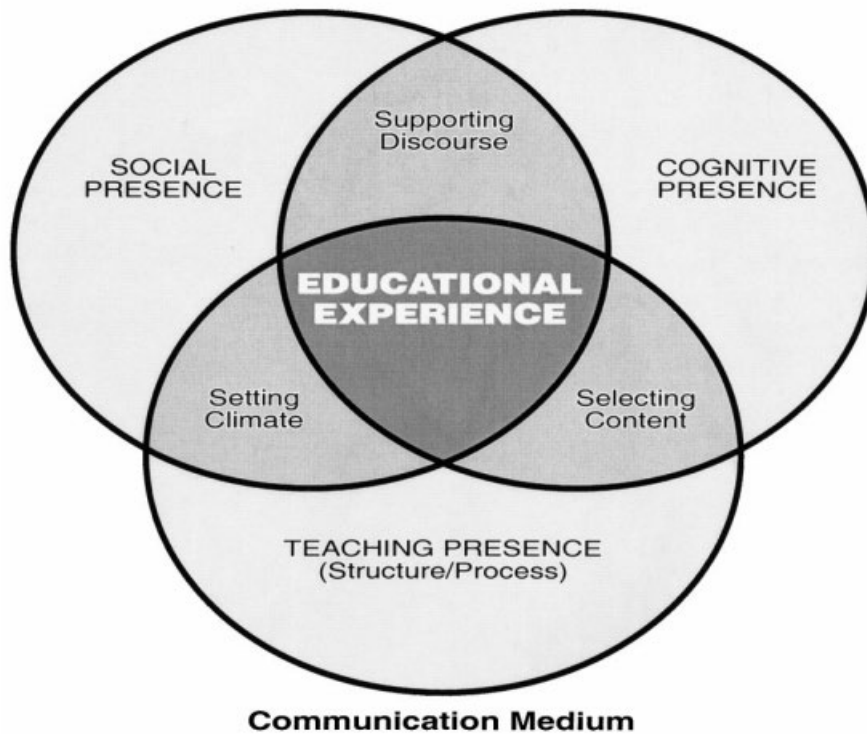 Supporting
Discourse
SOCIAL
PRESENCE
COGNITIVE
PRESENCE
EDUCATIONAL
EXPERIENCE
Setting
Climate
Selecting
Content
TEACHING PRESENCE
(Structure/Process)
Communication Medium